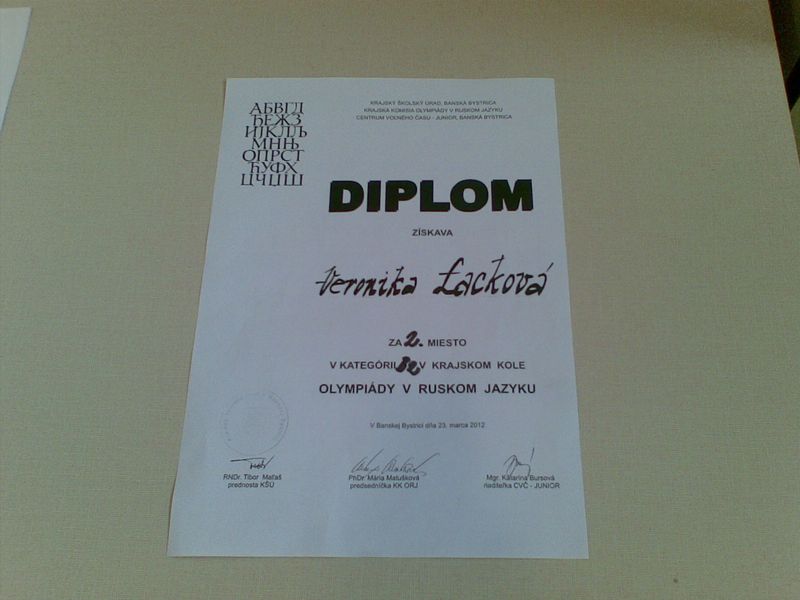 АБВГД
ЂЕЖЗ
ИЈКЛЉ
МНЊ
ОПРСТ
ЋУФХ
ЦЧЏШ
KRAJSKÝ ŠKOLSKÝ ÚRAD, BANSKÁ BYSTRICA
KRAJSKÁ KOMISIA OLYMPIÁDY V RUSKOM JAZYKU
CENTRUM VOĽNÉHO ČASU - JUNIOR, BANSKÁ BYSTRICA
DIPLOM
ZÍSKAVA
Veronika Lacková
ZA 2. MIESTO
V KATEGÓRII B2 V KRAJSKOM KOLE
OLYMPIÁDY V RUSKOM JAZYKU
V Banskej Bystrici dňa 23. marca 2012
RNDr. Tibor Matiaš
prednosta KŠÚ
PhDr. Mária Matušková
predsedníčka KK ORJ
Mgr. Katarína Bursová
riaditeľka CVČ - JUNIOR